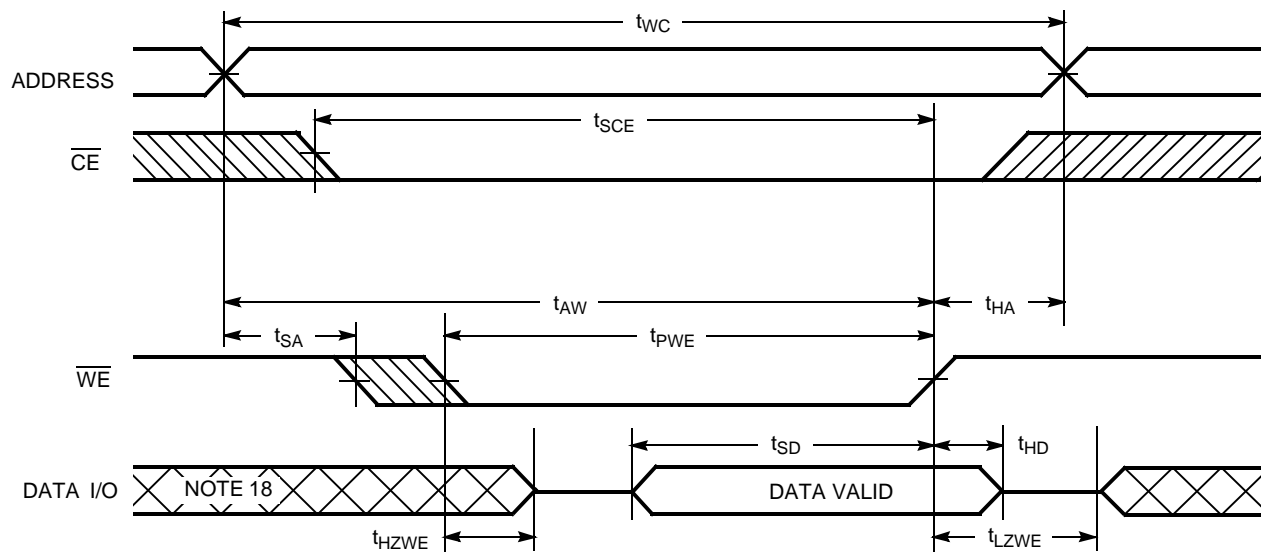 tWC
ADDRESS
tSCE
CE
tAW
tHA
tSA
tPWE
WE
tSD
tHD
DATA I/O
NOTE 18
DATA VALID
tHZWE
tLZWE